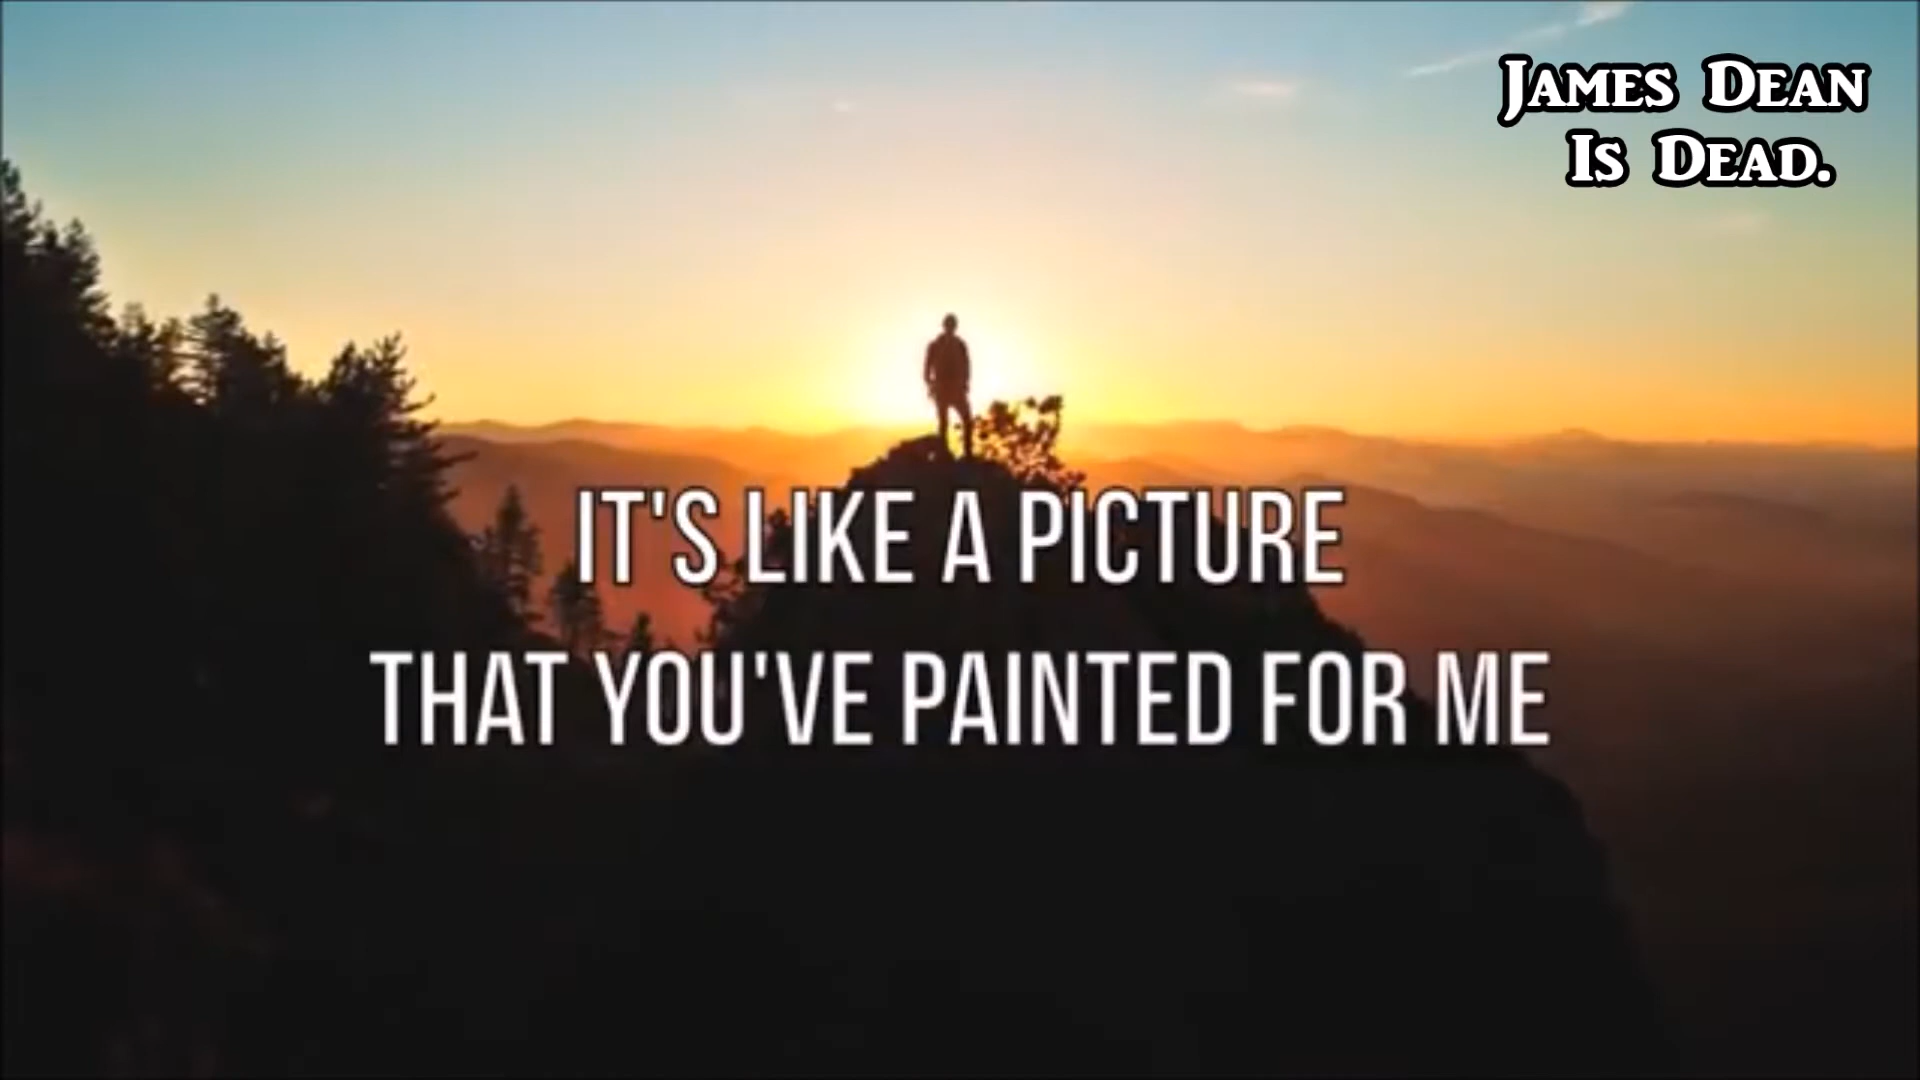 James Dean
Is Dead.
IT'S LIKE A PICTURE
THAT YOU'VE PAINTED FOR ME